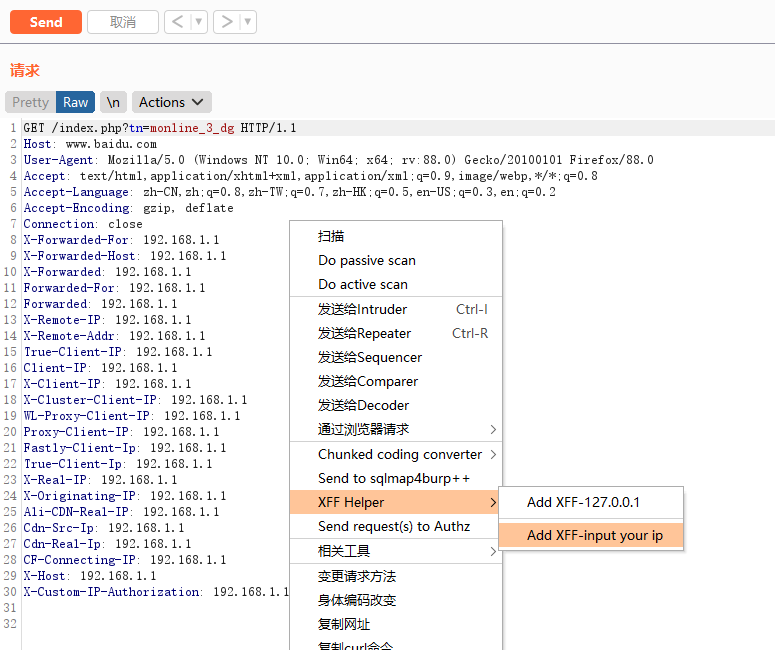 Send 取消 < ▼ > ▼
请求
Pretty Raw \n Actions
1 GET /index.php?tn=monline_3_dg HTTP/1.1
2 Host: www.baidu.com
3 User-Agent: Mozilla/5.0 (Windows NT 10.0; Win64; x64; rv:88.0) Gecko/20100101 Firefox/88.0
4 Accept: text/html,application/xhtml+xml,application/xml;q=0.9,image/webp,*/*;q=0.8
5 Accept-Language: zh-CN,zh;q=0.8,zh-TW;q=0.7,zh-HK;q=0.5,en-US;q=0.3,en;q=0.2
6 Accept-Encoding: gzip, deflate
7 Connection: close
8 X-Forwarded-For: 192.168.1.1
9 X-Forwarded-Host: 192.168.1.1
10 X-Forwarded: 192.168.1.1
11 Forwarded-For: 192.168.1.1
12 Forwarded: 192.168.1.1
13 X-Remote-IP: 192.168.1.1
14 X-Remote-Addr: 192.168.1.1
15 True-Client-IP: 192.168.1.1
16 Client-IP: 192.168.1.1
17 X-Client-IP: 192.168.1.1
18 X-Cluster-Client-IP: 192.168.1.1
19 WL-Proxy-Client-IP: 192.168.1.1
20 Proxy-Client-IP: 192.168.1.1
21 Fastly-Client-Ip: 192.168.1.1
22 True-Client-Ip: 192.168.1.1
23 X-Real-IP: 192.168.1.1
24 X-Originating-IP: 192.168.1.1
25 Ali-CDN-Real-IP: 192.168.1.1
26 Cdn-Src-Ip: 192.168.1.1
27 Cdn-Real-Ip: 192.168.1.1
28 CF-Connecting-IP: 192.168.1.1
29 X-Host: 192.168.1.1
30 X-Custom-IP-Authorization: 192.168.1.1
31
32
扫描
Do passive scan
Do active scan
发送给Intruder Ctrl-I
发送给Repeater Ctrl-R
发送给Sequencer
发送给Comparer
发送给Decoder
通过浏览器请求 >
Chunked coding converter >
Send to sqlmap4burp++
XFF Helper >
Send request(s) to Authz
相关工具 >
变更请求方法
身体编码改变
复制网址
复制curl命令
Add XFF-127.0.0.1
Add XFF-input your ip